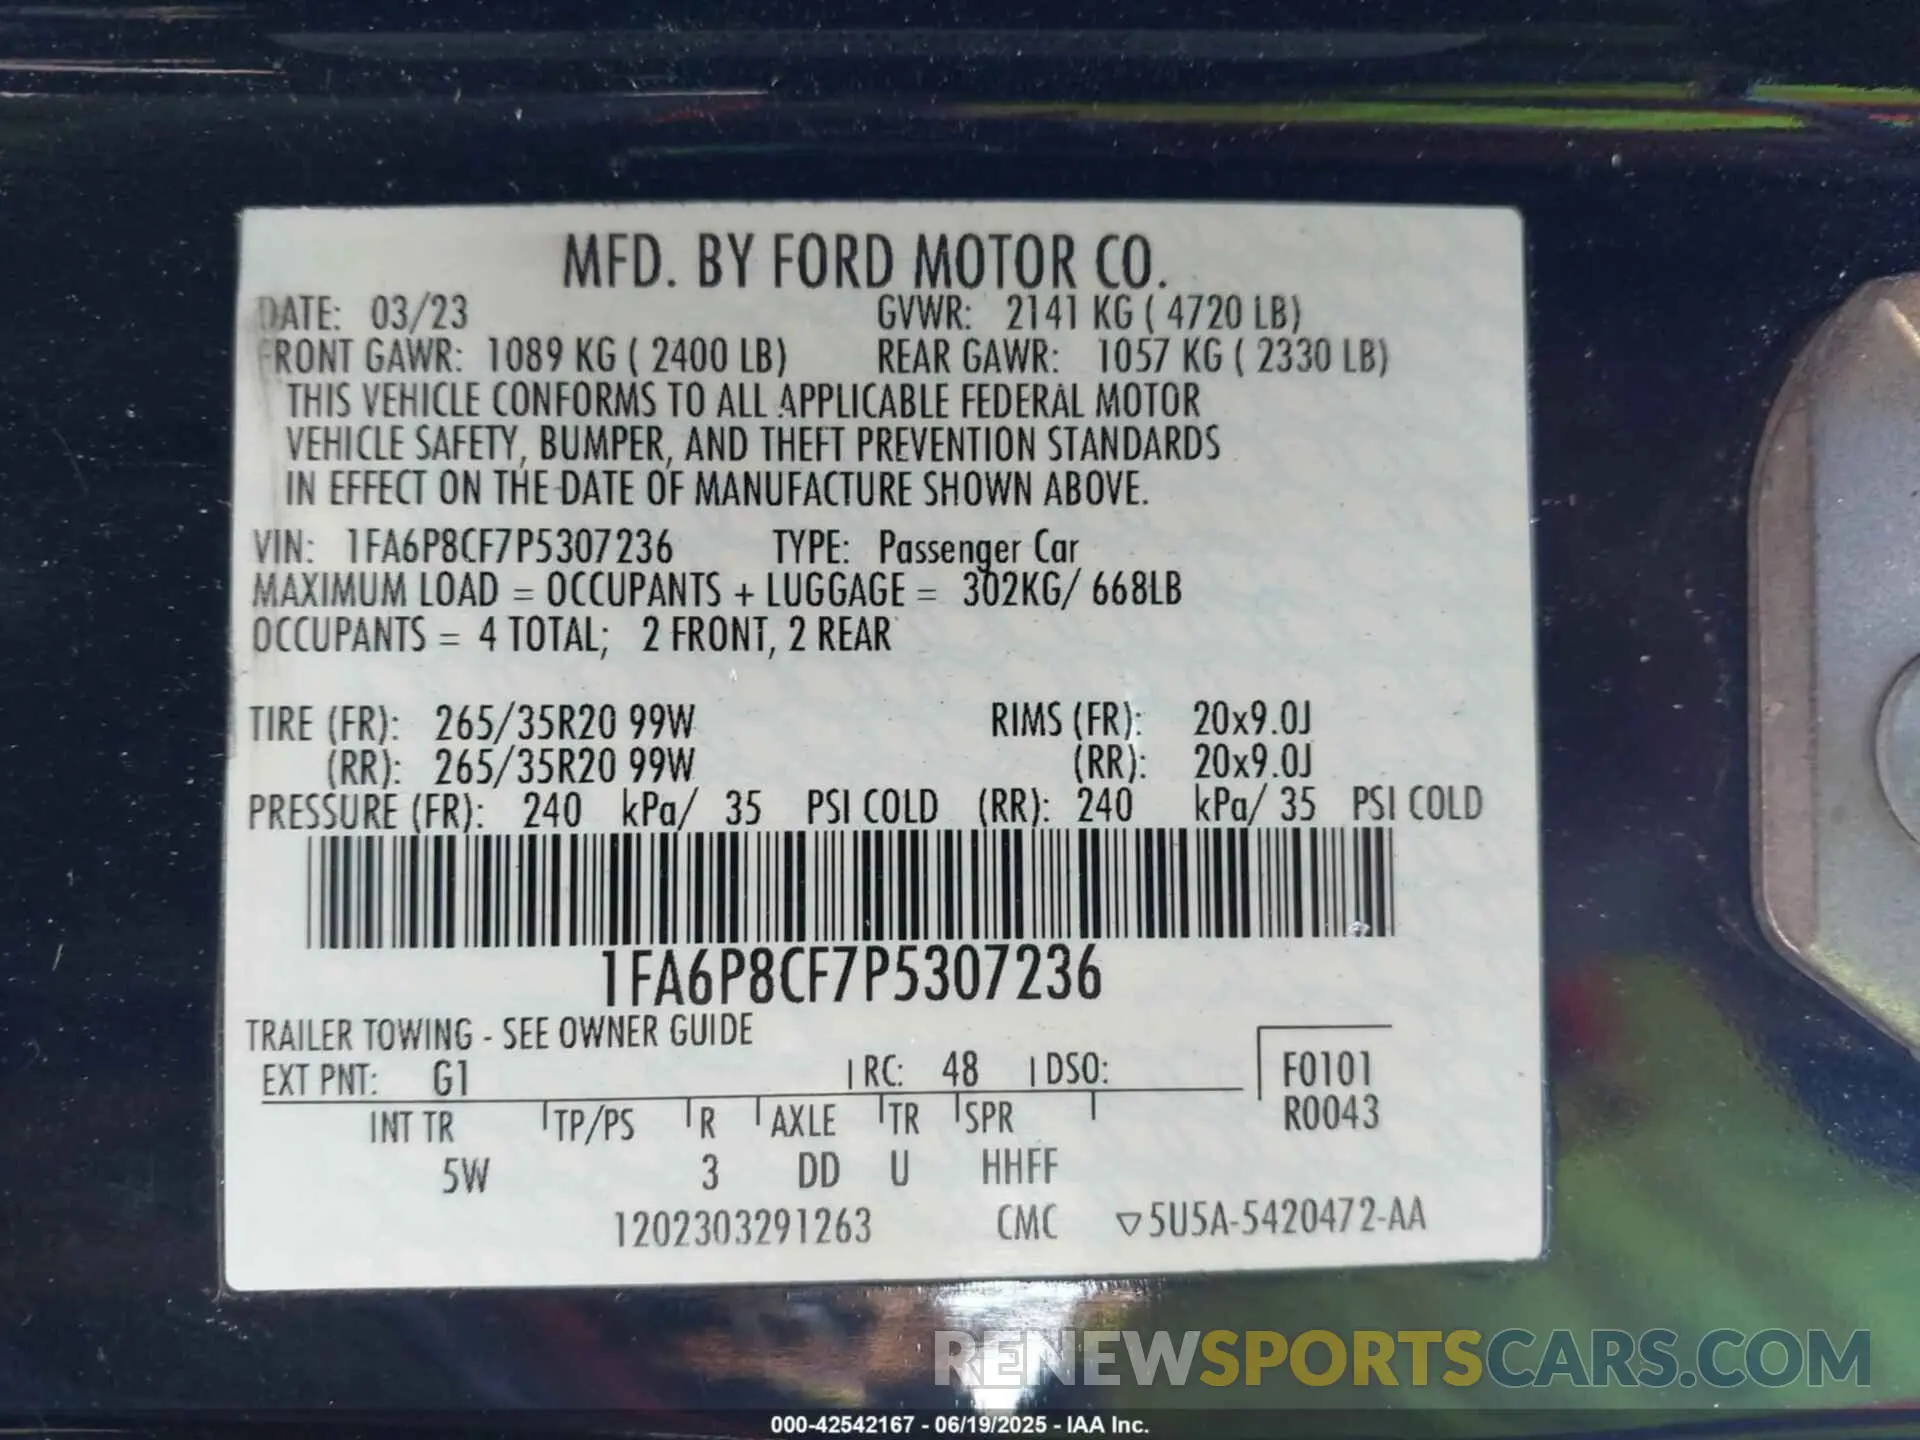 MFD. BY FORD MOTOR CO.
DATE: 03/23 GVWR: 2141 KG ( 4720 LB)
FRONT GAWR: 1089 KG ( 2400 LB) REAR GAWR: 1057 KG ( 2330 LB)
THIS VEHICLE CONFORMS TO ALL APPLICABLE FEDERAL MOTOR
VEHICLE SAFETY, BUMPER, AND THEFT PREVENTION STANDARDS
IN EFFECT ON THE DATE OF MANUFACTURE SHOWN ABOVE.
VIN: 1FA6P8CF7P5307236 TYPE: Passenger Car
MAXIMUM LOAD = OCCUPANTS + LUGGAGE = 302KG/ 668LB
OCCUPANTS = 4 TOTAL; 2 FRONT, 2 REAR
TIRE (FR): 265/35R20 99W RIMS (FR): 20x9.0J
(RR): 265/35R20 99W (RR): 20x9.0J
PRESSURE (FR): 240 kPa/ 35 PSI COLD (RR): 240 kPa/ 35 PSI COLD
1FA6P8CF7P5307236
TRAILER TOWING - SEE OWNER GUIDE
EXT PNT: G1 RC: 48 DSO: F0101
INT TR TP/PS R AXLE TR SPR R0043
5W 3 DD U HHFF
1202303291263 CMC ▽5U5A-5420472-AA
RENEWSPORTSCARS.COM
000-42542167 - 06/19/2025 - IAA Inc.